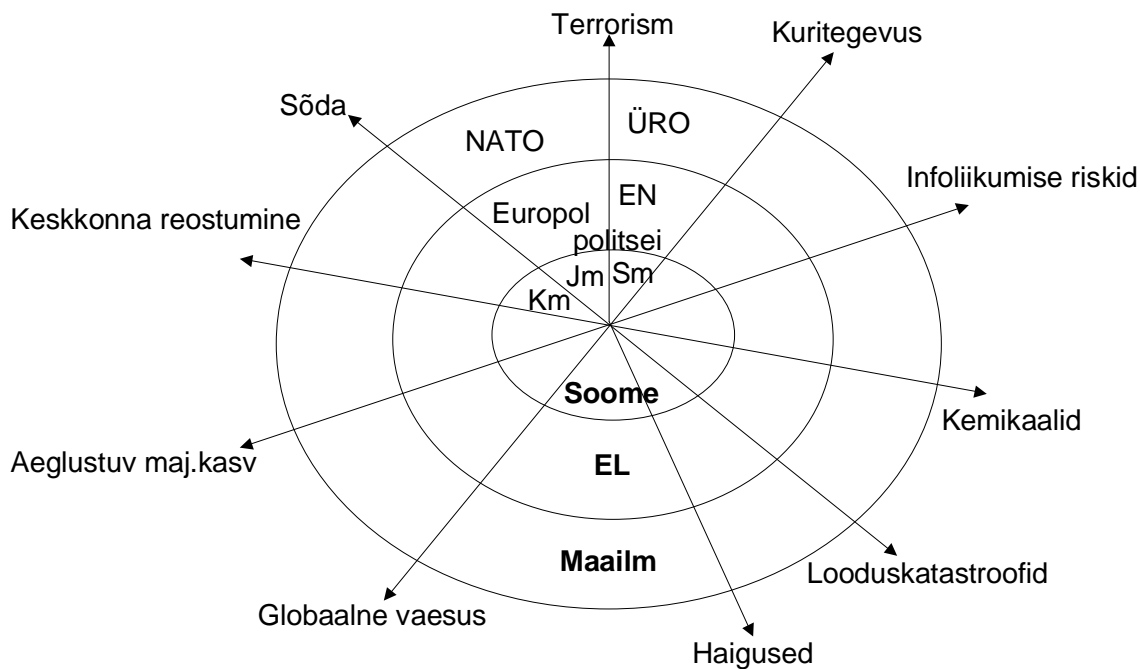 Terrorism
Kuritegevus
Sõda
NATO
ÜRO
Infoliikumise riskid
EN
Europol
Keskkonna reostumine
politsei
Jm
Sm
Km
Soome
Kemikaalid
Aeglustuv maj.kasv
EL
Maailm
Looduskatastroofid
Globaalne vaesus
Haigused